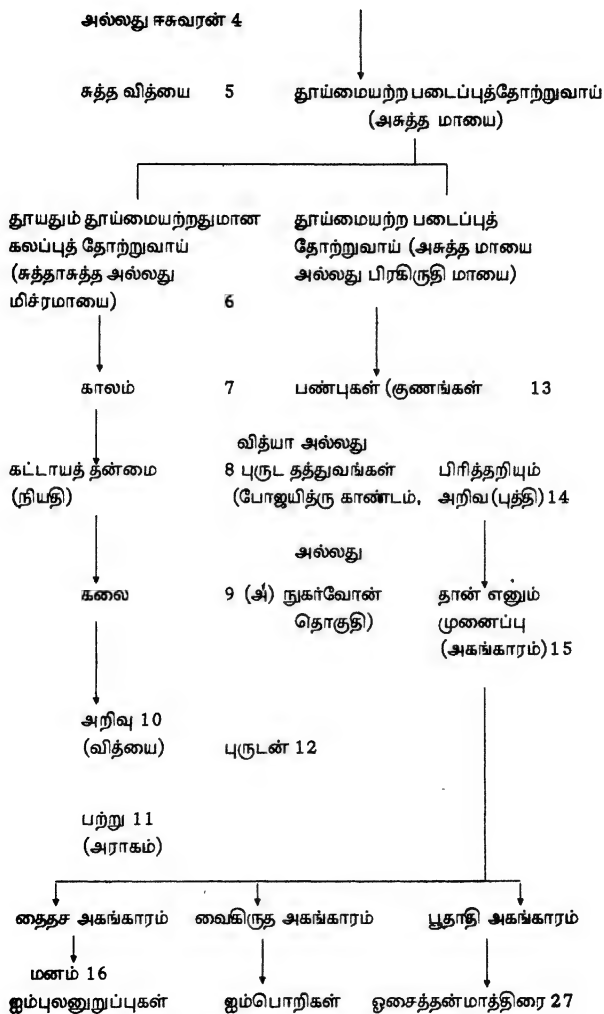 அல்லது ஈசுவரன் 4
சுத்த வித்யை 5 தூய்மையற்ற படைப்புத்தோற்றுவாய்
(அசுத்த மாயை)
தூயதும் தூய்மையற்றதுமான தூய்மையற்ற படைப்புத்
கலப்புத் தோற்றுவாய் தோற்றுவாய் (அசுத்த மாயை
(சுத்தாசுத்த அல்லது அல்லது பிரகிருதி மாயை)
மிச்ரமாயை) 6
காலம் 7 பண்புகள் (குணங்கள் 13
வித்யா அல்லது
கட்டாயத் தன்மை 8 புருட தத்துவங்கள் பிரித்தறியும்
(நியதி) (போஜயித்ரு காண்டம், அறிவ (புத்தி) 14
அல்லது
கலை 9 (அ) நுகர்வோன் தான் எனும்
தொகுதி) முனைப்பு
(அகங்காரம்) 15
அறிவு 10
(வித்யை) புருடன் 12
பற்று 11
(அராகம்)
தைதச அகங்காரம் வைகிருத அகங்காரம் பூதாதி அகங்காரம்
மனம் 16
ஐம்புலனுறுப்புகள் ஐம்பொறிகள் ஓசைத்தன்மாத்திரை 27